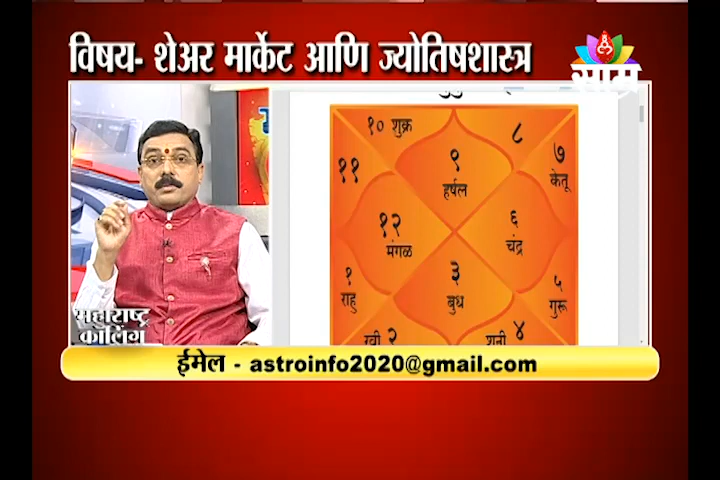 विषय- शेअर मार्केट आणि ज्योतिषशास्त्र
साम
१० शुक्र
८
११
९
हर्षल
७
केतू
१२
मंगळ
६
चंद्र
१
राहु
३
बुध
५
गुरू
रवी २
शनी ४
महाराष्ट्र
कॉलिंग
ईमेल - astroinfo2020@gmail.com